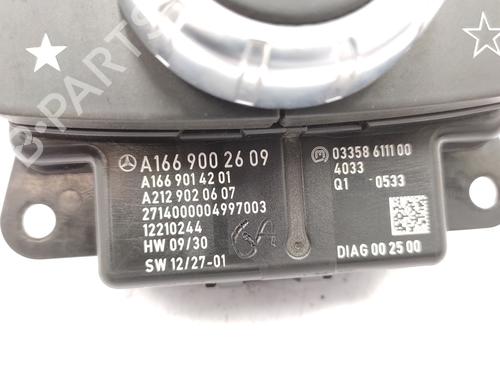 A166 900 26 09
A166 901 42 01
A212 902 06 07
2714000004997003
12210244
HW 09/30
SW 12/27-01
GA
03358 6111 00
4033
Q1 0533
DIAG 00 25 00
B-PARTS